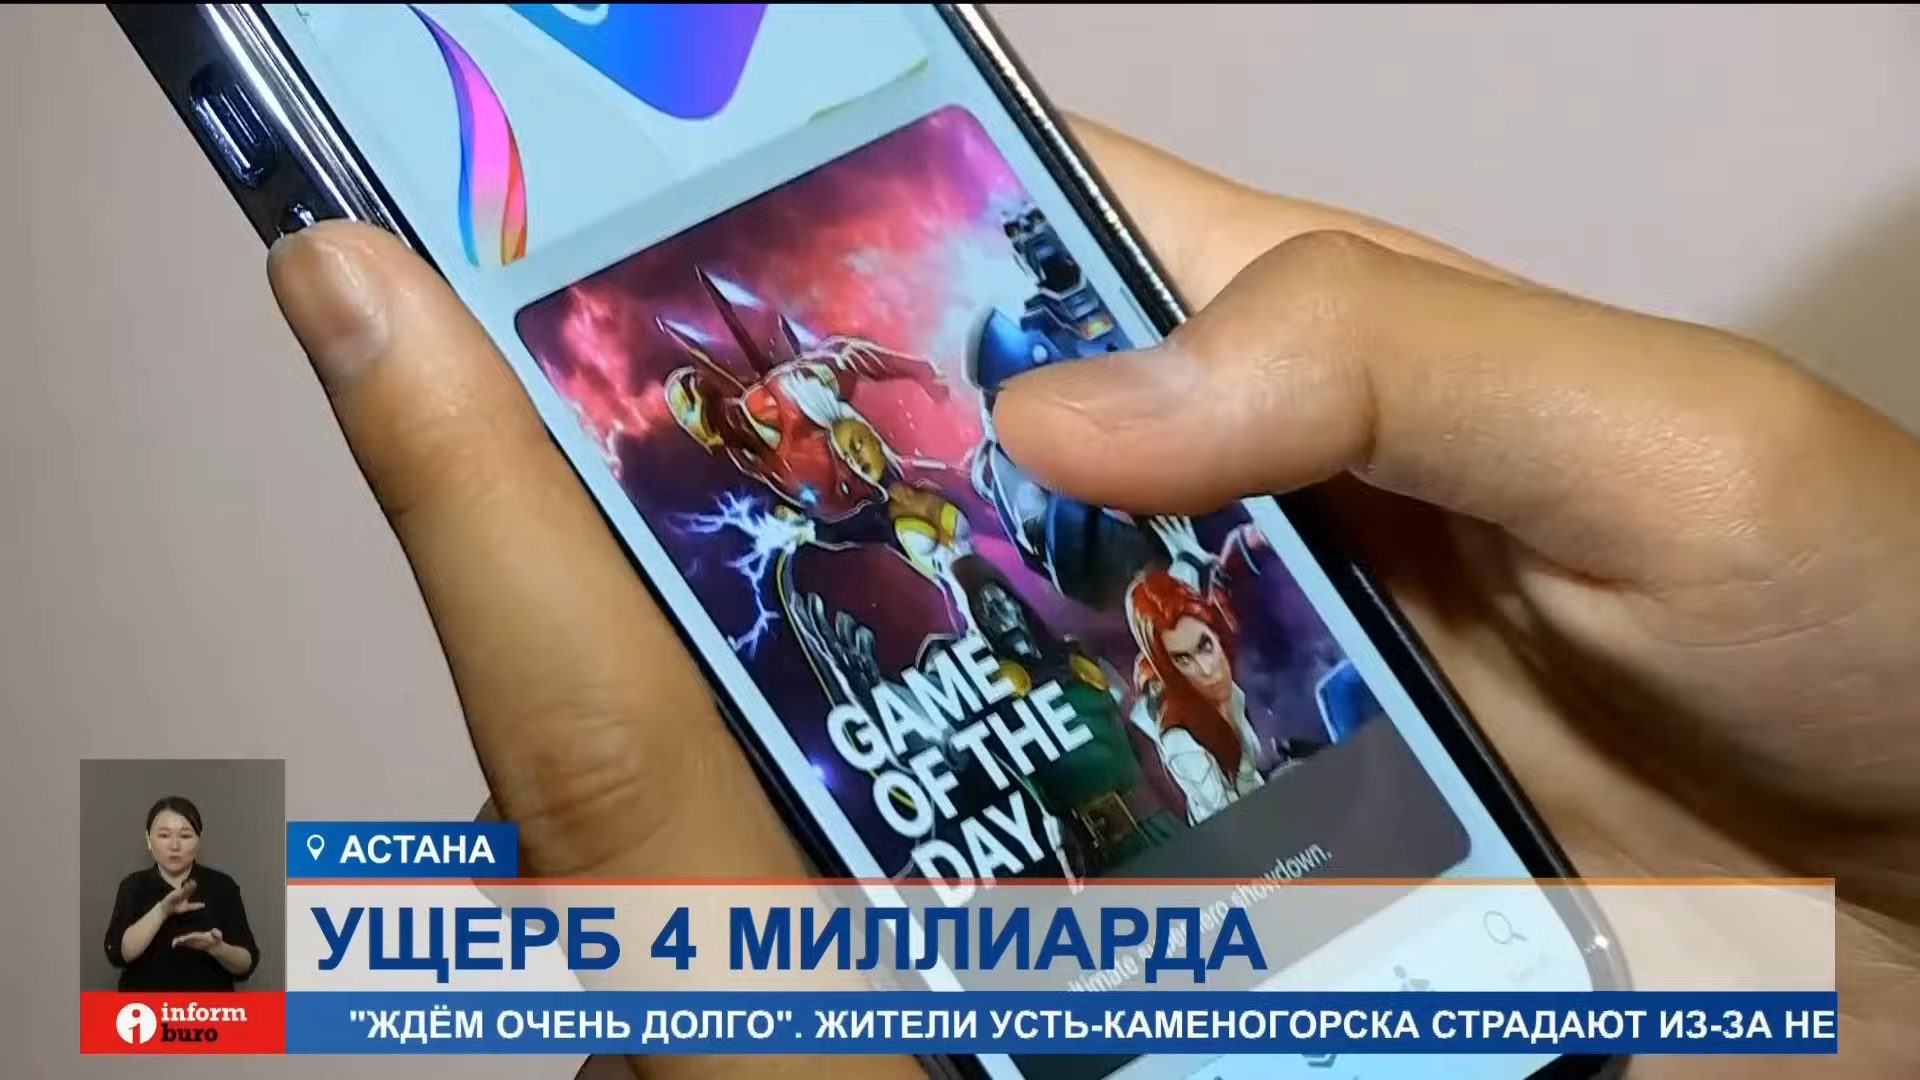 GAME
OF THE
DAY
showdown.
АСТАНА
УЩЕРБ 4 МИЛЛИАРДА
inform
buro
"ЖДЁМ ОЧЕНЬ ДОЛГО". ЖИТЕЛИ УСТЬ-КАМЕНОГОРСКА СТРАДАЮТ ИЗ-ЗА НЕ